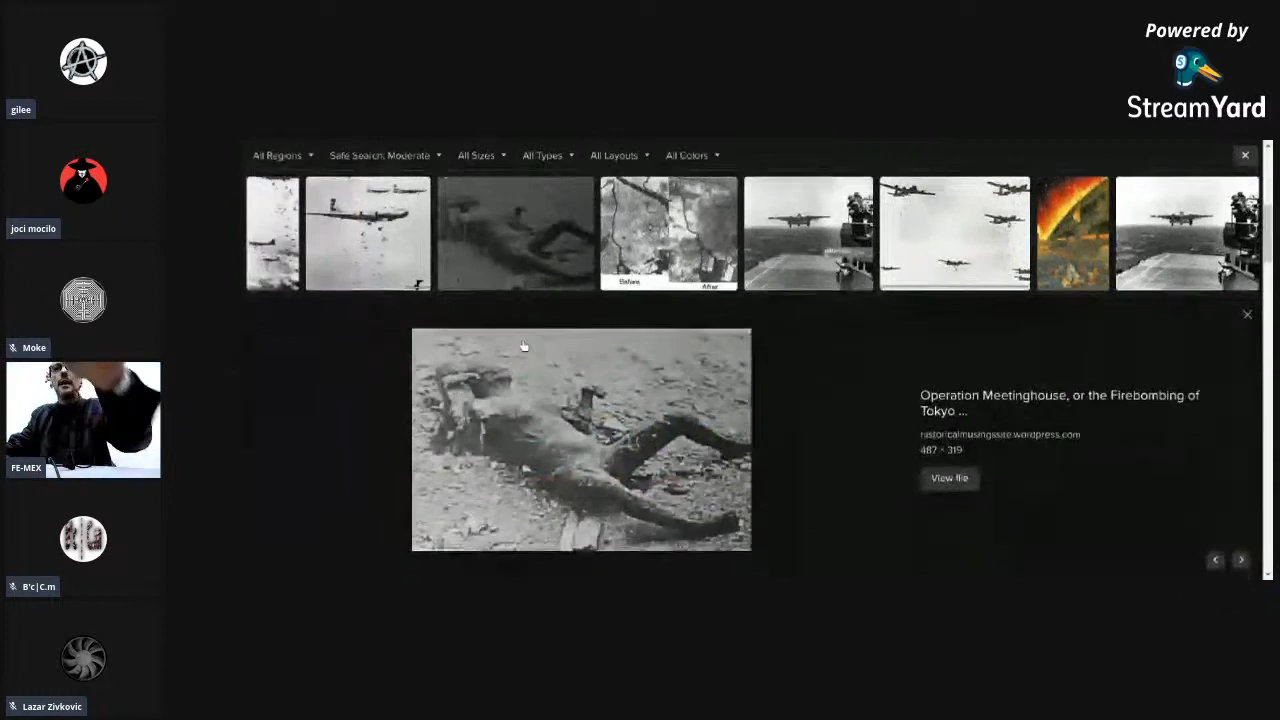 Powered by
StreamYard
gilee
joci mocilo
Moke
FE-MEX
B'c|C.m
Lazar Zivkovic
All Regions
Safe Search: Moderate
All Sizes
All Types
All Layouts
All Colors
Before
After
Operation Meetinghouse, or the Firebombing of
Tokyo ...
historicalmusingssite.wordpress.com
487 × 319
View file